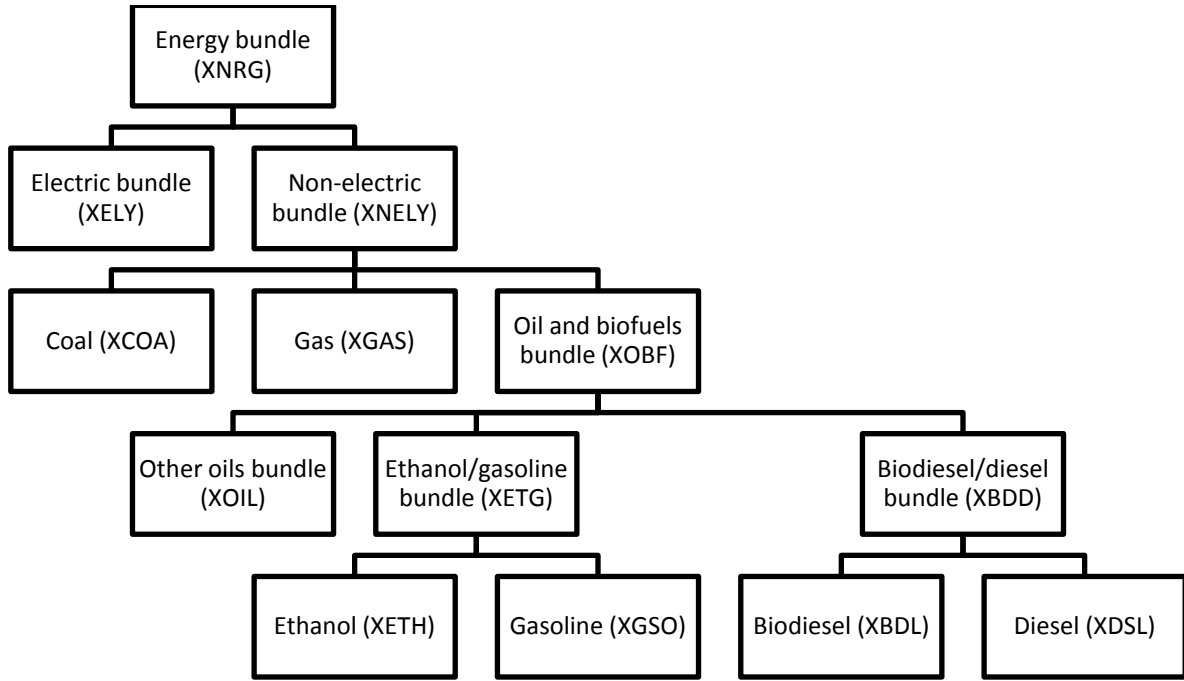 Energy bundle
(XNRG)
Electric bundle
(XELY)
Non-electric
bundle (XNELY)
Coal (XCOA)
Gas (XGAS)
Oil and biofuels
bundle (XOBF)
Other oils bundle
(XOIL)
Ethanol/gasoline
bundle (XETG)
Biodiesel/diesel
bundle (XBDD)
Ethanol (XETH)
Gasoline (XGSO)
Biodiesel (XBDL)
Diesel (XDSL)